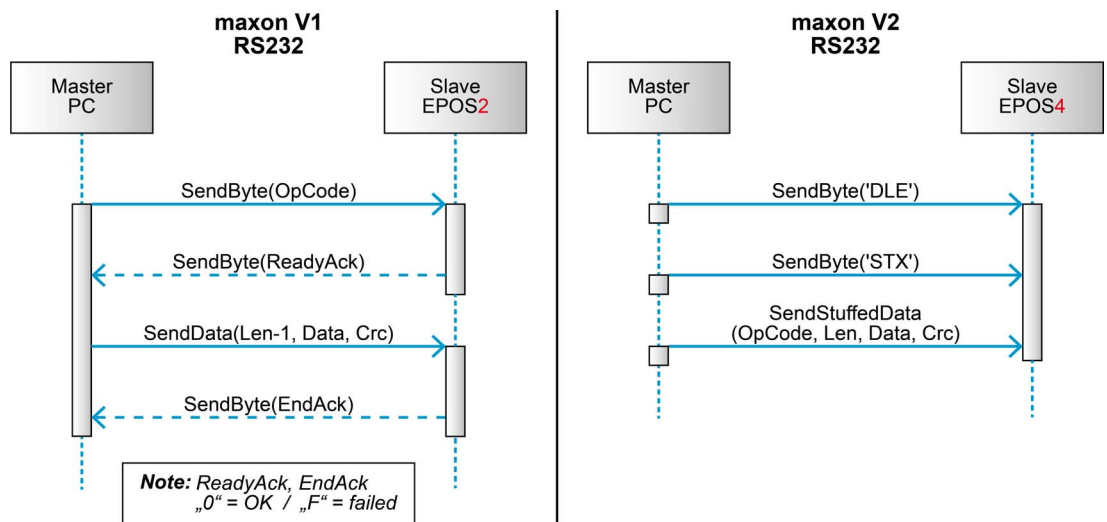 maxon V1
RS232
Master
PC
Slave
EPOS2
SendByte(OpCode)
SendByte(ReadyAck)
SendData(Len-1, Data, Crc)
SendByte(EndAck)
Note: ReadyAck, EndAck
„0“ = OK / „F“ = failed
maxon V2
RS232
Master
PC
Slave
EPOS4
SendByte('DLE')
SendByte('STX')
SendStuffedData
(OpCode, Len, Data, Crc)